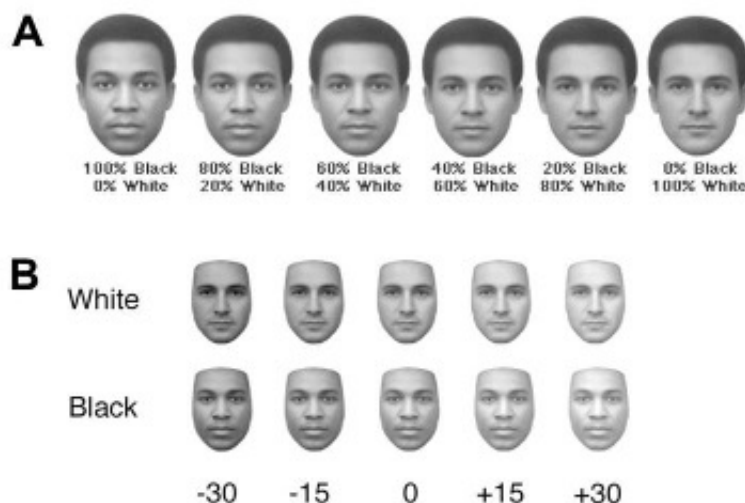 A
100% Black 80% Black 60% Black 40% Black 20% Black 0% Black
0% White 20% White 40% White 60% White 80% White 100% White
B
White
Black
-30 -15 0 +15 +30